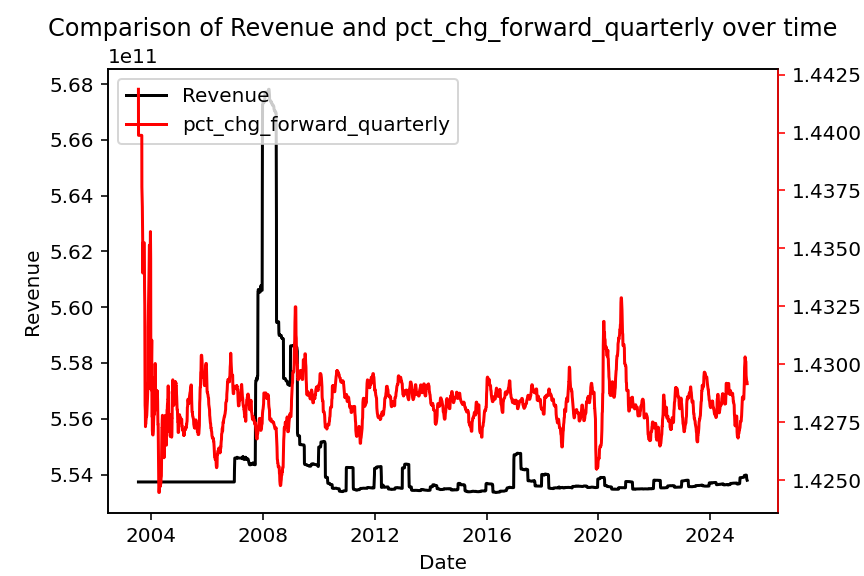 Comparison of Revenue and pct_chg_forward_quarterly over time
1e11
Revenue
pct_chg_forward_quarterly
5.68
5.66
5.64
5.62
5.60
5.58
5.56
5.54
Revenue
1.4425
1.4400
1.4375
1.4350
1.4325
1.4300
1.4275
1.4250
2004 2008 2012 2016 2020 2024
Date